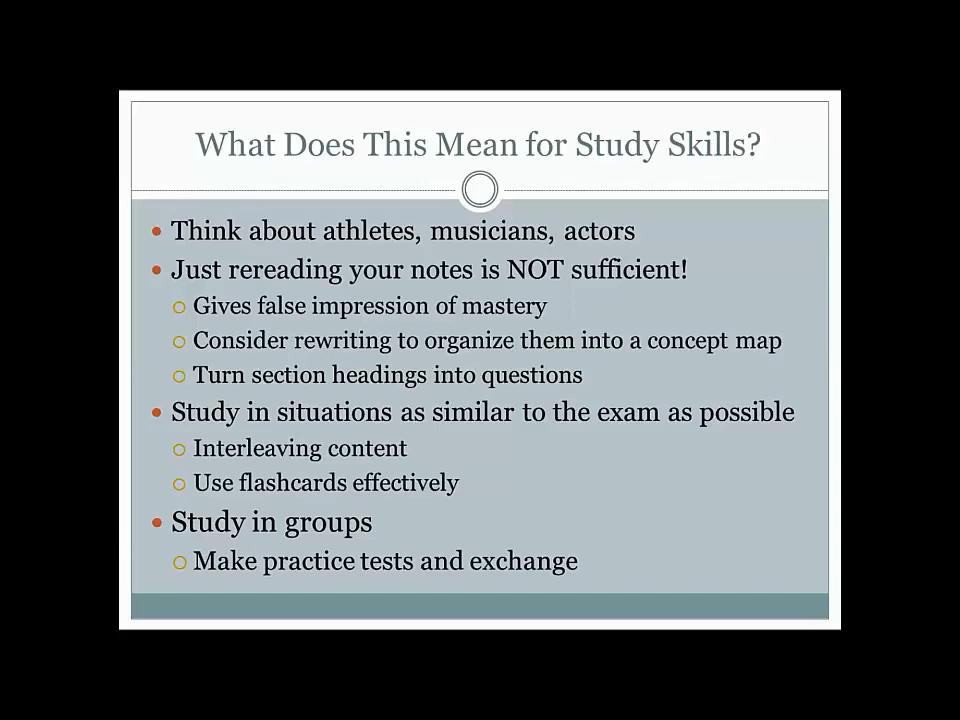 What Does This Mean for Study Skills?
Think about athletes, musicians, actors
Just rereading your notes is NOT sufficient!
Gives false impression of mastery
Consider rewriting to organize them into a concept map
Turn section headings into questions
Study in situations as similar to the exam as possible
Interleaving content
Use flashcards effectively
Study in groups
Make practice tests and exchange